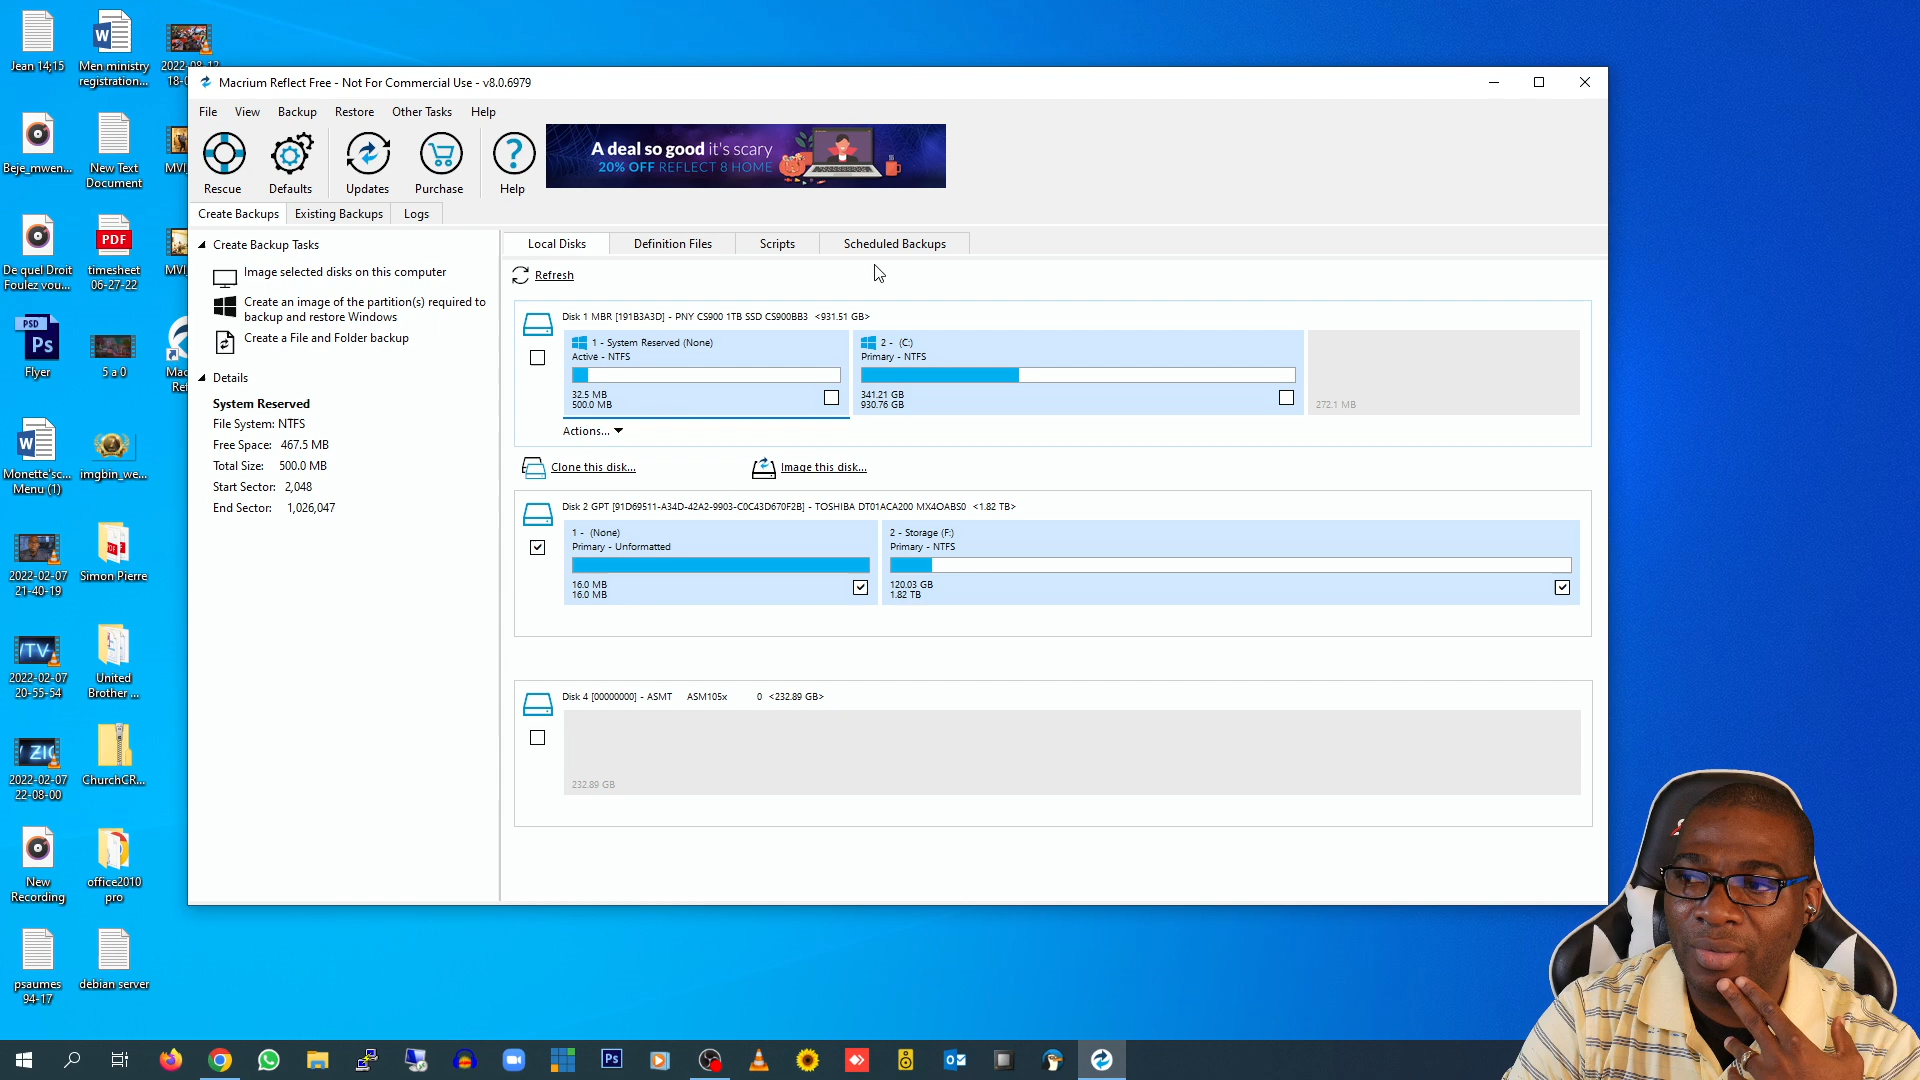 Jean 14;15
Men ministry
registration...
2022-08-12
Beje_mwen...
New Text
Document
De quel Droit
Foulez vou...
PDF
timesheet
06-27-22
PSD
Ps
Flyer
5 a 0
Monette'sc...
Menu (1)
imgbin_we...
2022-02-07
21-40-19
Simon Pierre
2022-02-07
20-55-54
United
Brother ...
2022-02-07
22-08-00
ChurchCR...
New
Recording
office2010
pro
psaumes
94-17
debian server
Macrium Reflect Free - Not For Commercial Use - v8.0.6979
File View Backup Restore Other Tasks Help
Rescue Defaults Updates Purchase Help
A deal so good it's scary
20% OFF REFLECT 8 HOME
Create Backups Existing Backups Logs
Create Backup Tasks
Image selected disks on this computer
Create an image of the partition(s) required to
backup and restore Windows
Create a File and Folder backup
Details
System Reserved
File System: NTFS
Free Space: 467.5 MB
Total Size: 500.0 MB
Start Sector: 2,048
End Sector: 1,026,047
Local Disks Definition Files Scripts Scheduled Backups
Refresh
Disk 1 MBR [191B3A3D] - PNY CS900 1TB SSD CS900BB3 <931.51 GB>
1 - System Reserved (None)
Active - NTFS
32.5 MB
500.0 MB
2 - (C:)
Primary - NTFS
341.21 GB
930.76 GB
272.1 MB
Actions...
Clone this disk... Image this disk...
Disk 2 GPT [91D69511-A34D-42A2-9903-C0C43D670F2B] - TOSHIBA DT01ACA200 MX4OABS0 <1.82 TB>
1 - (None)
Primary - Unformatted
16.0 MB
16.0 MB
2 - Storage (F:)
Primary - NTFS
120.03 GB
1.82 TB
Disk 4 [00000000] - ASMT ASM105x 0 <232.89 GB>
232.89 GB